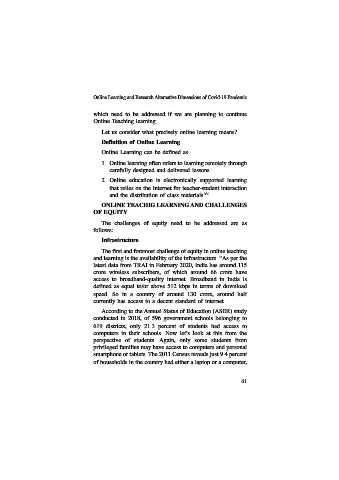 Online Learning and Research Alternative Dimensions of Covid-19 Pandemic
which need to be addressed if we are planning to continue
Online Teaching learning.
Let us consider what precisely online learning means?
Definition of Online Learning
Online Learning can be defined as
1. Online learning often refers to learning remotely through
carefully designed and delivered lessons.
2. Online education is electronically supported learning
that relies on the Internet for teacher-student interaction
and the distribution of class materials
ONLINE TEACHIG LEARNING AND CHALLENGES
OF EQUITY
The challenges of equity need to be addressed are as
follows:
Infrastructure
The first and foremost challenge of equity in online teaching
and learning is the availability of the infrastructure. "As per the
latest data from TRAI in February 2020, India has around 115
crore wireless subscribers, of which around 66 crore have
access to broadband-quality internet. Broadband in India is
defined as equal to/or above 512 kbps in terms of download
speed. So in a country of around 130 crore, around half
currently has access to a decent standard of internet.
According to the Annual Status of Education (ASER) study
conducted in 2018, of 596 government schools belonging to
619 districts, only 21.3 percent of students had access to
computers in their schools. Now let's look at this from the
perspective of students. Again, only some students from
privileged families may have access to computers and personal
smartphone or tablets. The 2011 Census reveals just 9.4 percent
of households in the country had either a laptop or a computer,
61